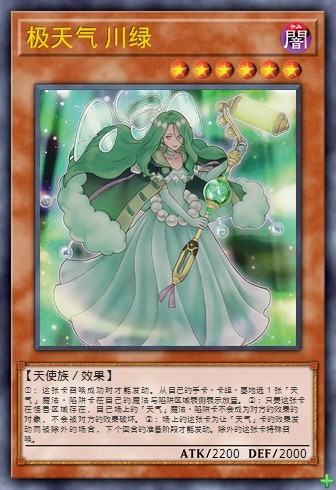 极天气 川绿
闇
【天使族／效果】
①：这张卡召唤成功时才能发动。从自己的手卡·卡组·墓地选1张「天
气」魔法·陷阱卡在自己的魔法与陷阱区域表侧表示放置。②：只要这张卡
在怪兽区域存在，自己场上的「天气」魔法·陷阱卡不会成为对方的效果的
对象，不会被对方的效果破坏。③：场上的这张卡为让「天气」卡的效果发
动而被除外的场合，下个回合的准备阶段才能发动。除外的这张卡特殊召
唤。
ATK/2200 DEF/2000